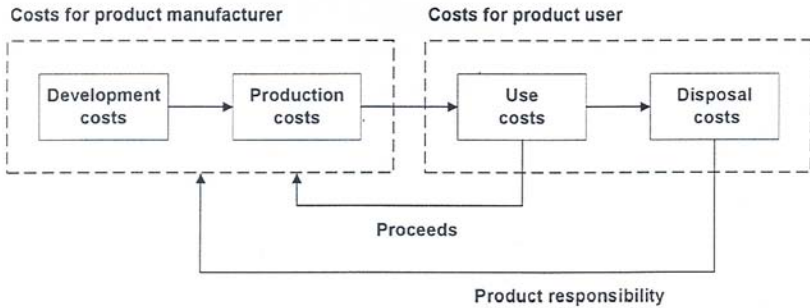 Costs for product manufacturer
Costs for product user
Development
costs
Production
costs
Use
costs
Disposal
costs
Proceeds
Product responsibility